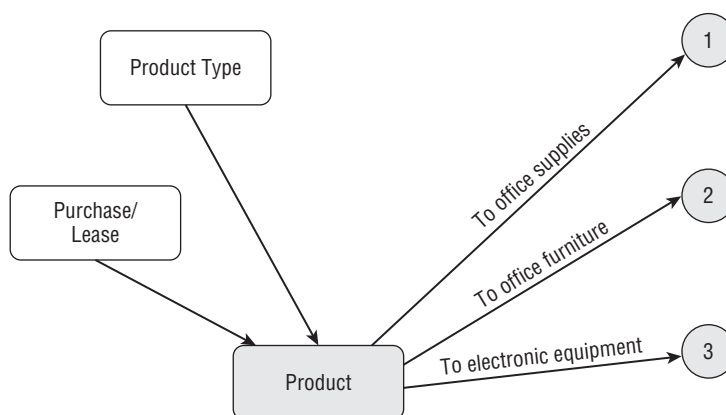 1
Product Type
To office supplies
2
Purchase/
Lease
To office furniture
3
To electronic equipment
Product